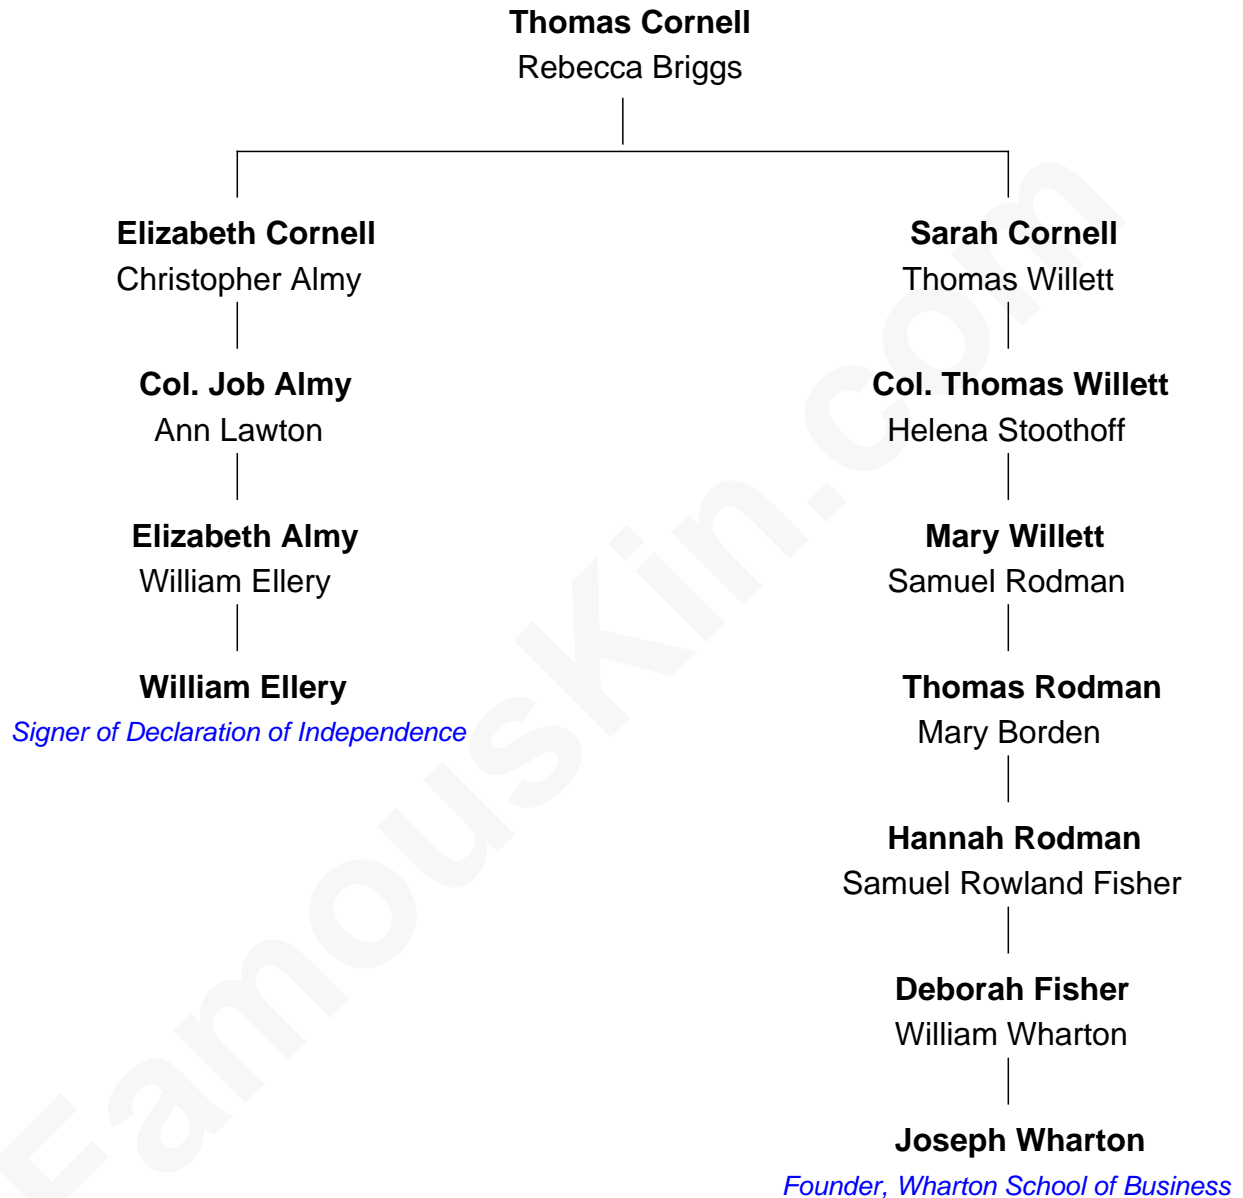 Thomas Cornell
Rebecca Briggs
Elizabeth Cornell
Christopher Almy
Col. Job Almy
Ann Lawton
Elizabeth Almy
William Ellery
William Ellery
Signer of Declaration of Independence
Sarah Cornell
Thomas Willett
Col. Thomas Willett
Helena Stoothoff
Mary Willett
Samuel Rodman
Thomas Rodman
Mary Borden
Hannah Rodman
Samuel Rowland Fisher
Deborah Fisher
William Wharton
Joseph Wharton
Founder, Wharton School of Business
FamousKin.com